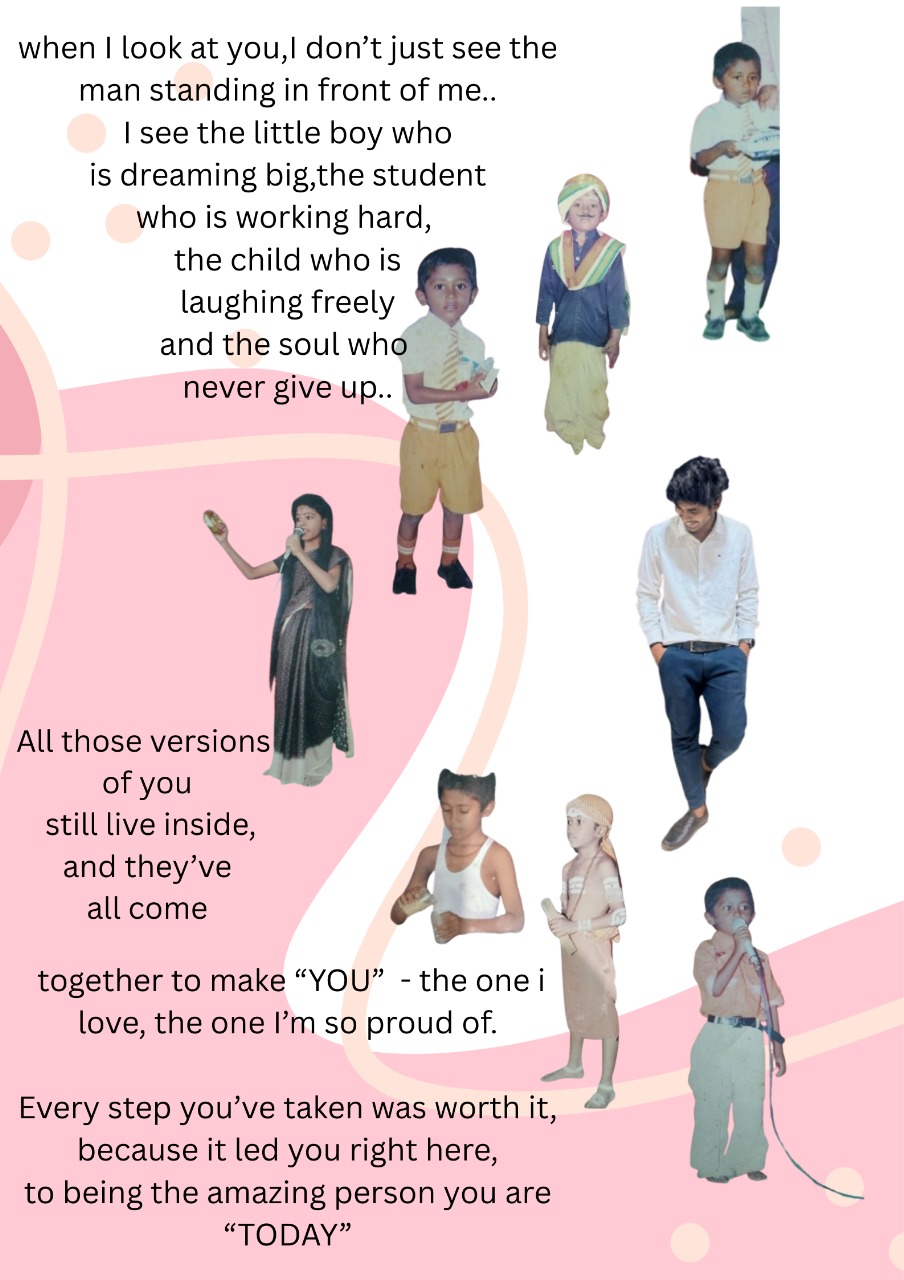 when I look at you,I don’t just see the
man standing in front of me..
I see the little boy who
is dreaming big,the student
who is working hard,
the child who is
laughing freely
and the soul who
never give up..
All those versions
of you
still live inside,
and they’ve
all come
together to make “YOU”  - the one i
love, the one I’m so proud of.
Every step you’ve taken was worth it,
because it led you right here,
to being the amazing person you are
“TODAY”